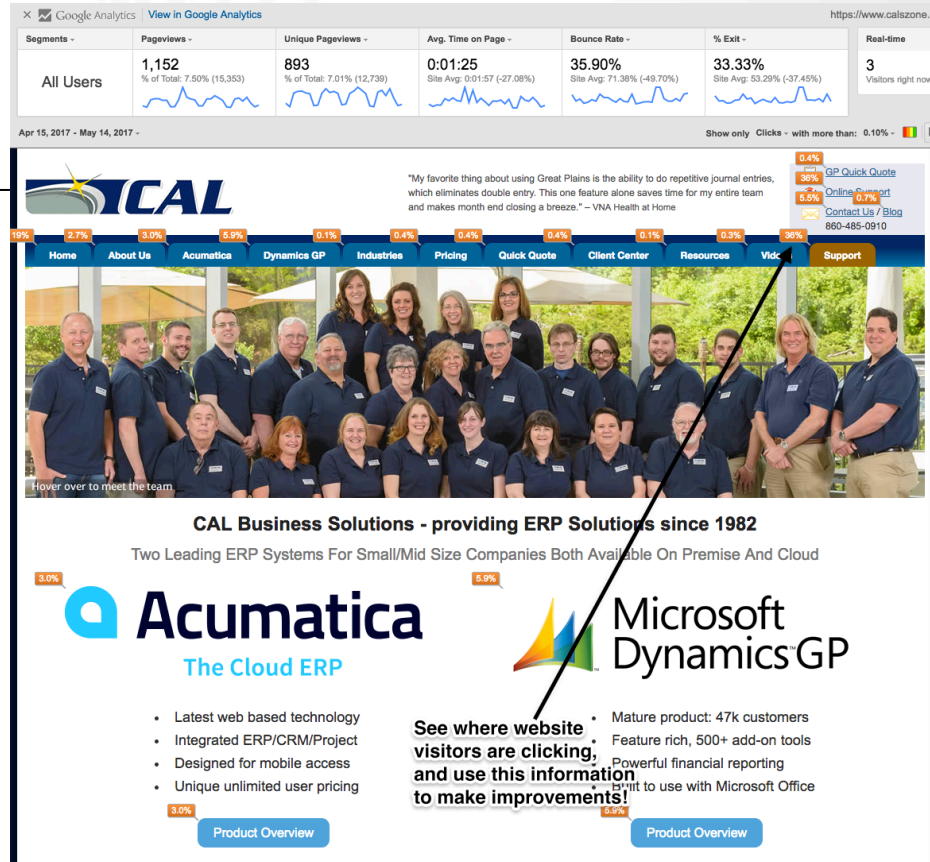 × Google Analytics View in Google Analytics https://www.calszone.
Segments Pageviews Unique Pageviews Avg. Time on Page Bounce Rate % Exit Real-time
All Users
1,152 893 0:01:25 35.90% 33.33% 3
% of Total: 7.50% (15,353) % of Total: 7.01% (12,739) Site Avg: 0:01:57 (-27.08%) Site Avg: 71.38% (-49.70%) Site Avg: 53.29% (-37.45%) Visitors right now
Apr 15, 2017 - May 14, 2017 Show only Clicks with more than: 0.10%
CAL
"My favorite thing about using Great Plains is the ability to do repetitive journal entries,
which eliminates double entry. This one feature alone saves time for my entire team
and makes month end closing a breeze." – VNA Health at Home
0.4%
GP Quick Quote
36%
Online Support
5.5% 0.7%
Contact Us / Blog
860-485-0910
19% 2.7% 3.0% 5.9% 0.1% 0.4% 0.4% 0.4% 0.1% 0.3% 36%
Home About Us Acumatica Dynamics GP Industries Pricing Quick Quote Client Center Resources Support
Hover over to meet the team
CAL Business Solutions - providing ERP Solutions since 1982
Two Leading ERP Systems For Small/Mid Size Companies Both Available On Premise And Cloud
3.0% 5.9%
Acumatica
The Cloud ERP
Microsoft
Dynamics GP
Latest web based technology
Integrated ERP/CRM/Project
Designed for mobile access
Unique unlimited user pricing
See where website
visitors are clicking,
and use this information
to make improvements!
Mature product: 47k customers
Feature rich, 500+ add-on tools
Powerful financial reporting
Built to use with Microsoft Office
3.0% 5.9%
Product Overview Product Overview